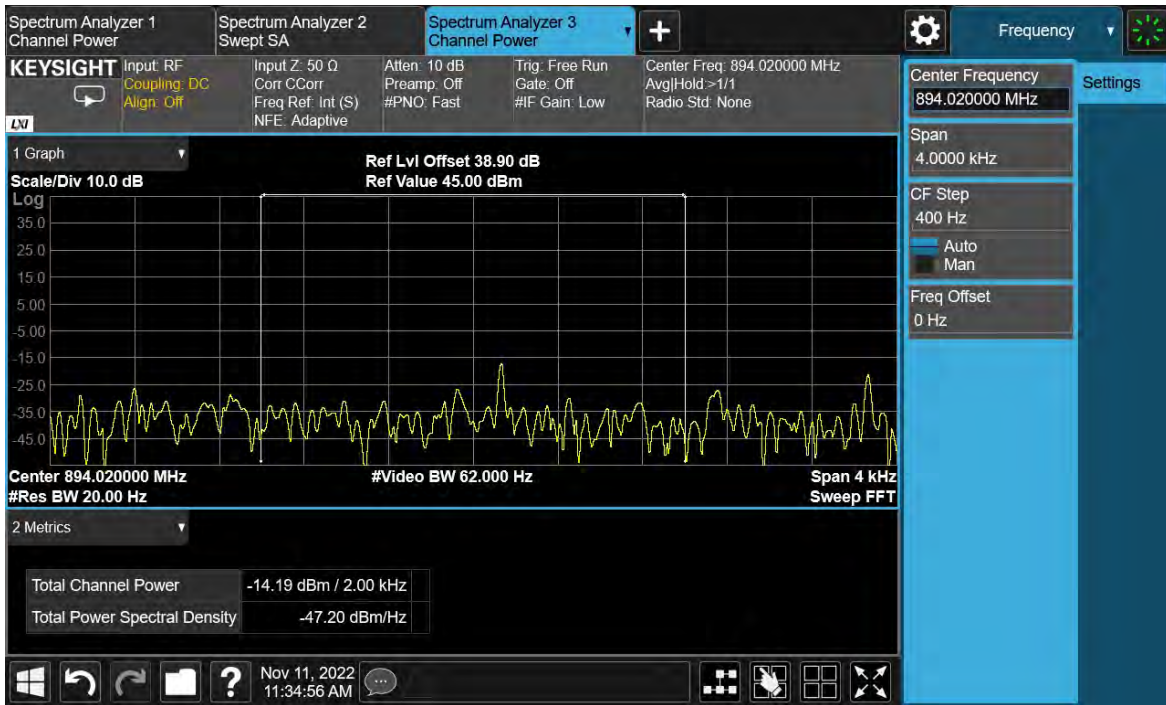 Spectrum Analyzer 1
Channel Power
Spectrum Analyzer 2
Swept SA
Spectrum Analyzer 3
Channel Power
Frequency
KEYSIGHT
LXI
Input: RF
Coupling: DC
Align: Off
Input Z: 50 Ω
Corr CCorr
Freq Ref: Int (S)
NFE: Adaptive
Atten: 10 dB
Preamp: Off
#PNO: Fast
Trig: Free Run
Gate: Off
#IF Gain: Low
Center Freq: 894.020000 MHz
Avg|Hold:>1/1
Radio Std: None
Center Frequency
894.020000 MHz
Settings
Span
4.0000 kHz
CF Step
400 Hz
Auto
Man
Freq Offset
0 Hz
1 Graph
Scale/Div 10.0 dB
Ref Lvl Offset 38.90 dB
Ref Value 45.00 dBm
Log
35.0
25.0
15.0
5.00
-5.00
-15.0
-25.0
-35.0
-45.0
Center 894.020000 MHz
#Video BW 62.000 Hz
Span 4 kHz
#Res BW 20.00 Hz
Sweep FFT
2 Metrics
Total Channel Power -14.19 dBm / 2.00 kHz
Total Power Spectral Density -47.20 dBm/Hz
?
Nov 11, 2022
11:34:56 AM